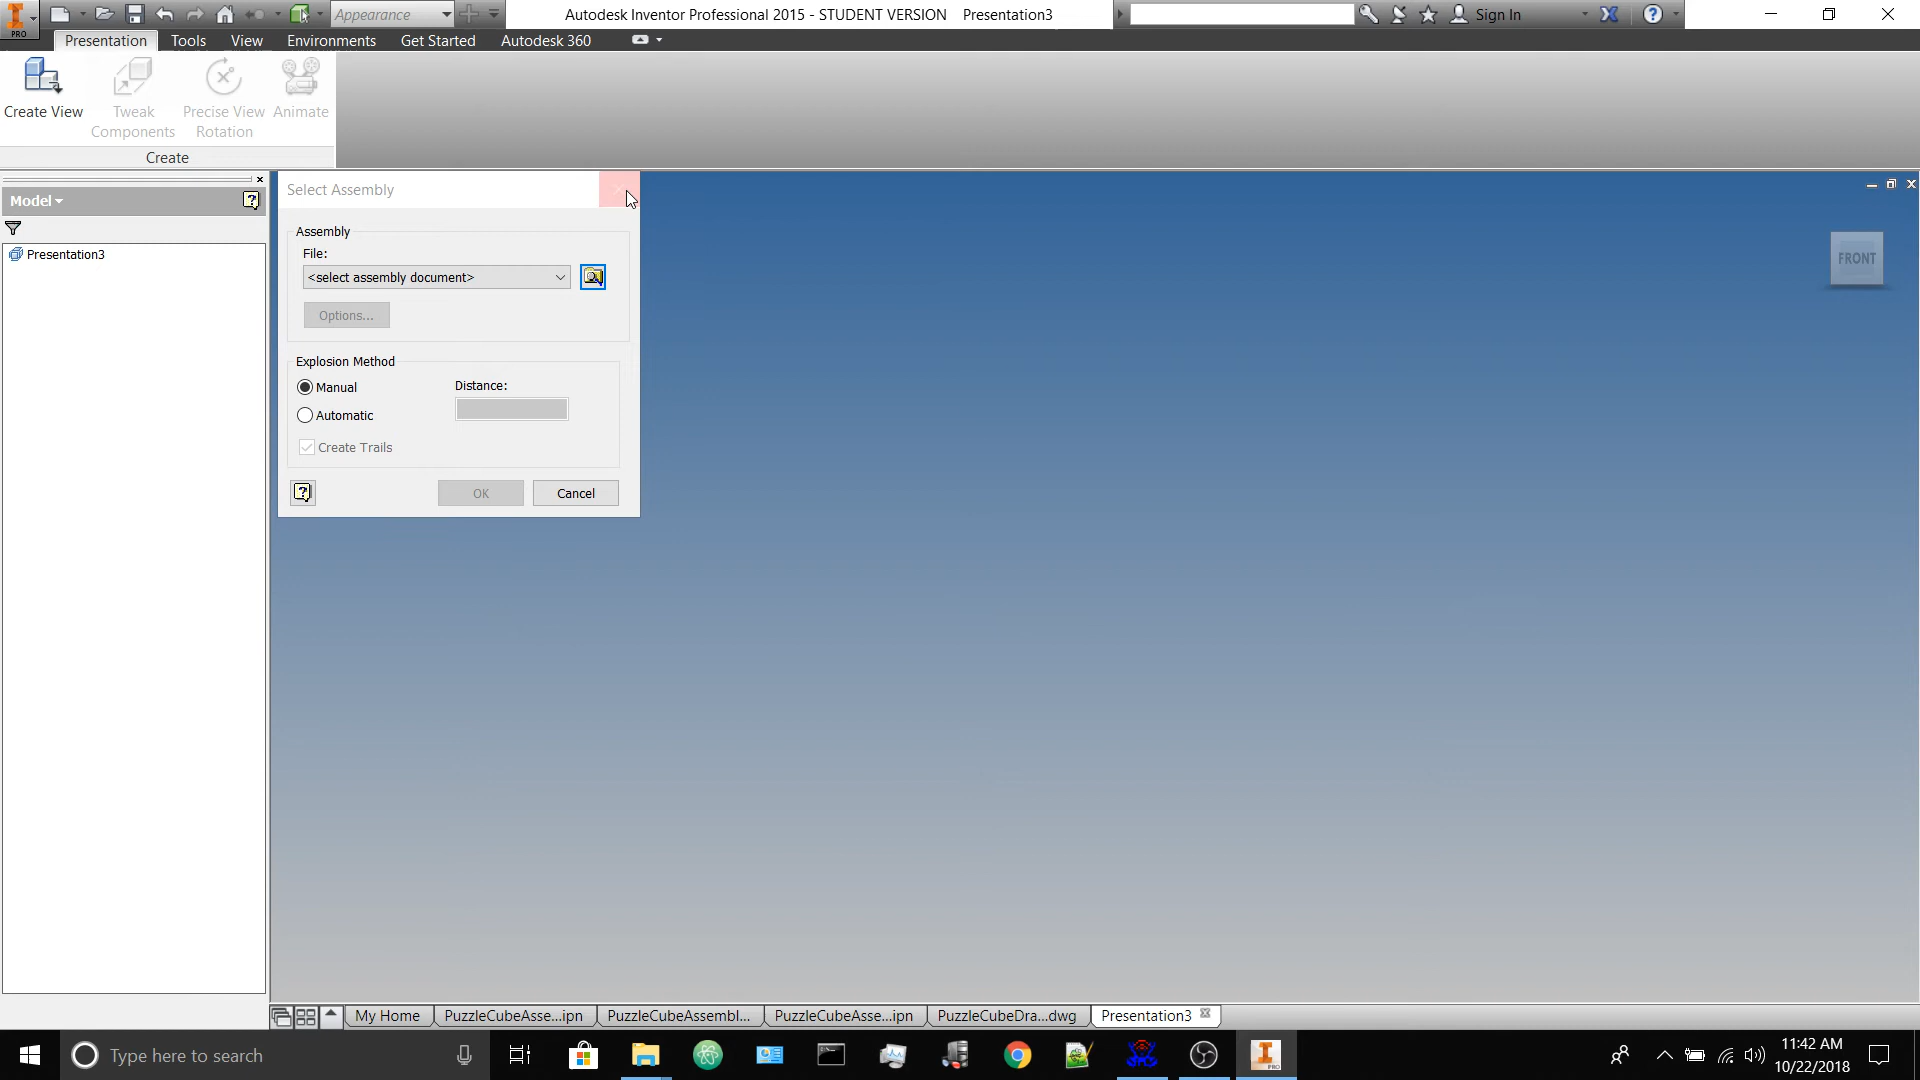 Appearance
Autodesk Inventor Professional 2015 - STUDENT VERSION Presentation3
Sign In
PRO
Presentation Tools View Environments Get Started Autodesk 360
Create View
Tweak Components
Precise View Rotation
Animate
Create
Model
Presentation3
Select Assembly
Assembly
File:
<select assembly document>
Options...
Explosion Method
Manual
Distance:
Automatic
Create Trails
OK
Cancel
FRONT
My Home
PuzzleCubeAsse...ipn
PuzzleCubeAssembl...
PuzzleCubeAsse...ipn
PuzzleCubeDra....dwg
Presentation3
Type here to search
PRO
11:42 AM
10/22/2018